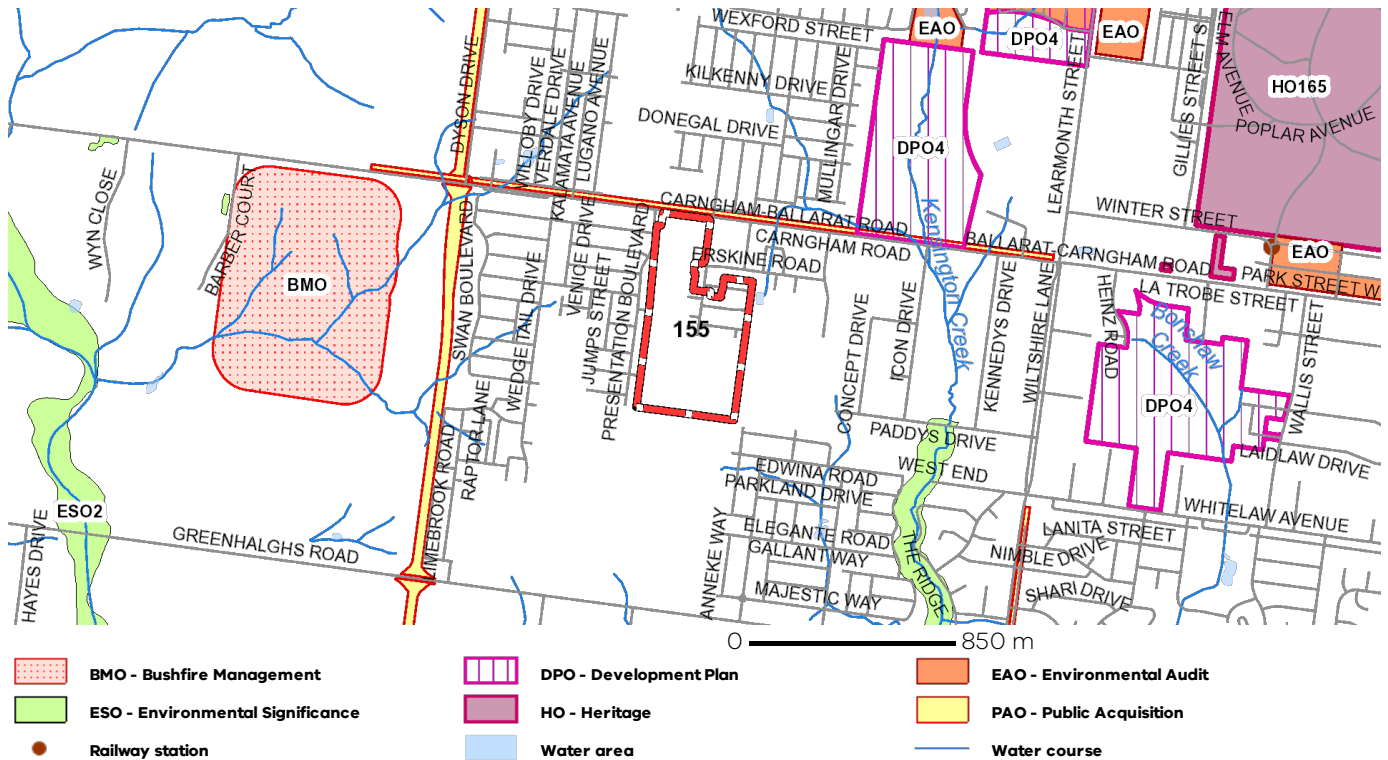 WEXFORD STREET
EAO
DPO4
EAO
ELM AVENUE
GILLIES STREET S
HO165
POPLAR AVENUE
DYSON DRIVE
WILLOBY DRIVE
VERDALE DRIVE
KALAMATA AVENUE
LUGANO AVENUE
KILKENNY DRIVE
DONEGAL DRIVE
MULLINGAR DRIVE
DPO4
LEARMONTH STREET
WYN CLOSE
BARBER COURT
BMO
SWAN BOULEVARD
CARNGHAM-BALLARAT ROAD
CARNGHAM ROAD
ERSKINE ROAD
WINTER STREET
BALLARAT-CARNGHAM ROAD
EAO
PARK STREET W
LA TROBE STREET
VENICE DRIVE
JUMPS STREET
PRESENTATION BOULEVARD
WEDGE TAIL DRIVE
155
Kensington Creek
CONCEPT DRIVE
ICON DRIVE
KENNEDYS DRIVE
WILTSHIRE LANE
HEINZ ROAD
Bonshaw
Creek
DPO4
WALLIS STREET
LAIDLAW DRIVE
RAPTOR LANE
LIMEBROOK ROAD
PADDYS DRIVE
WEST END
EDWINA ROAD
PARKLAND DRIVE
ELEGANTE ROAD
GALLANT WAY
MAJESTIC WAY
ANNEKE WAY
THE RIDGE
WHITELAW AVENUE
LANITA STREET
NIMBLE DRIVE
SHARI DRIVE
ESO2
HAYES DRIVE
GREENHALGHS ROAD
0 850 m
BMO - Bushfire Management
DPO - Development Plan
EAO - Environmental Audit
ESO - Environmental Significance
HO - Heritage
PAO - Public Acquisition
Railway station
Water area
Water course